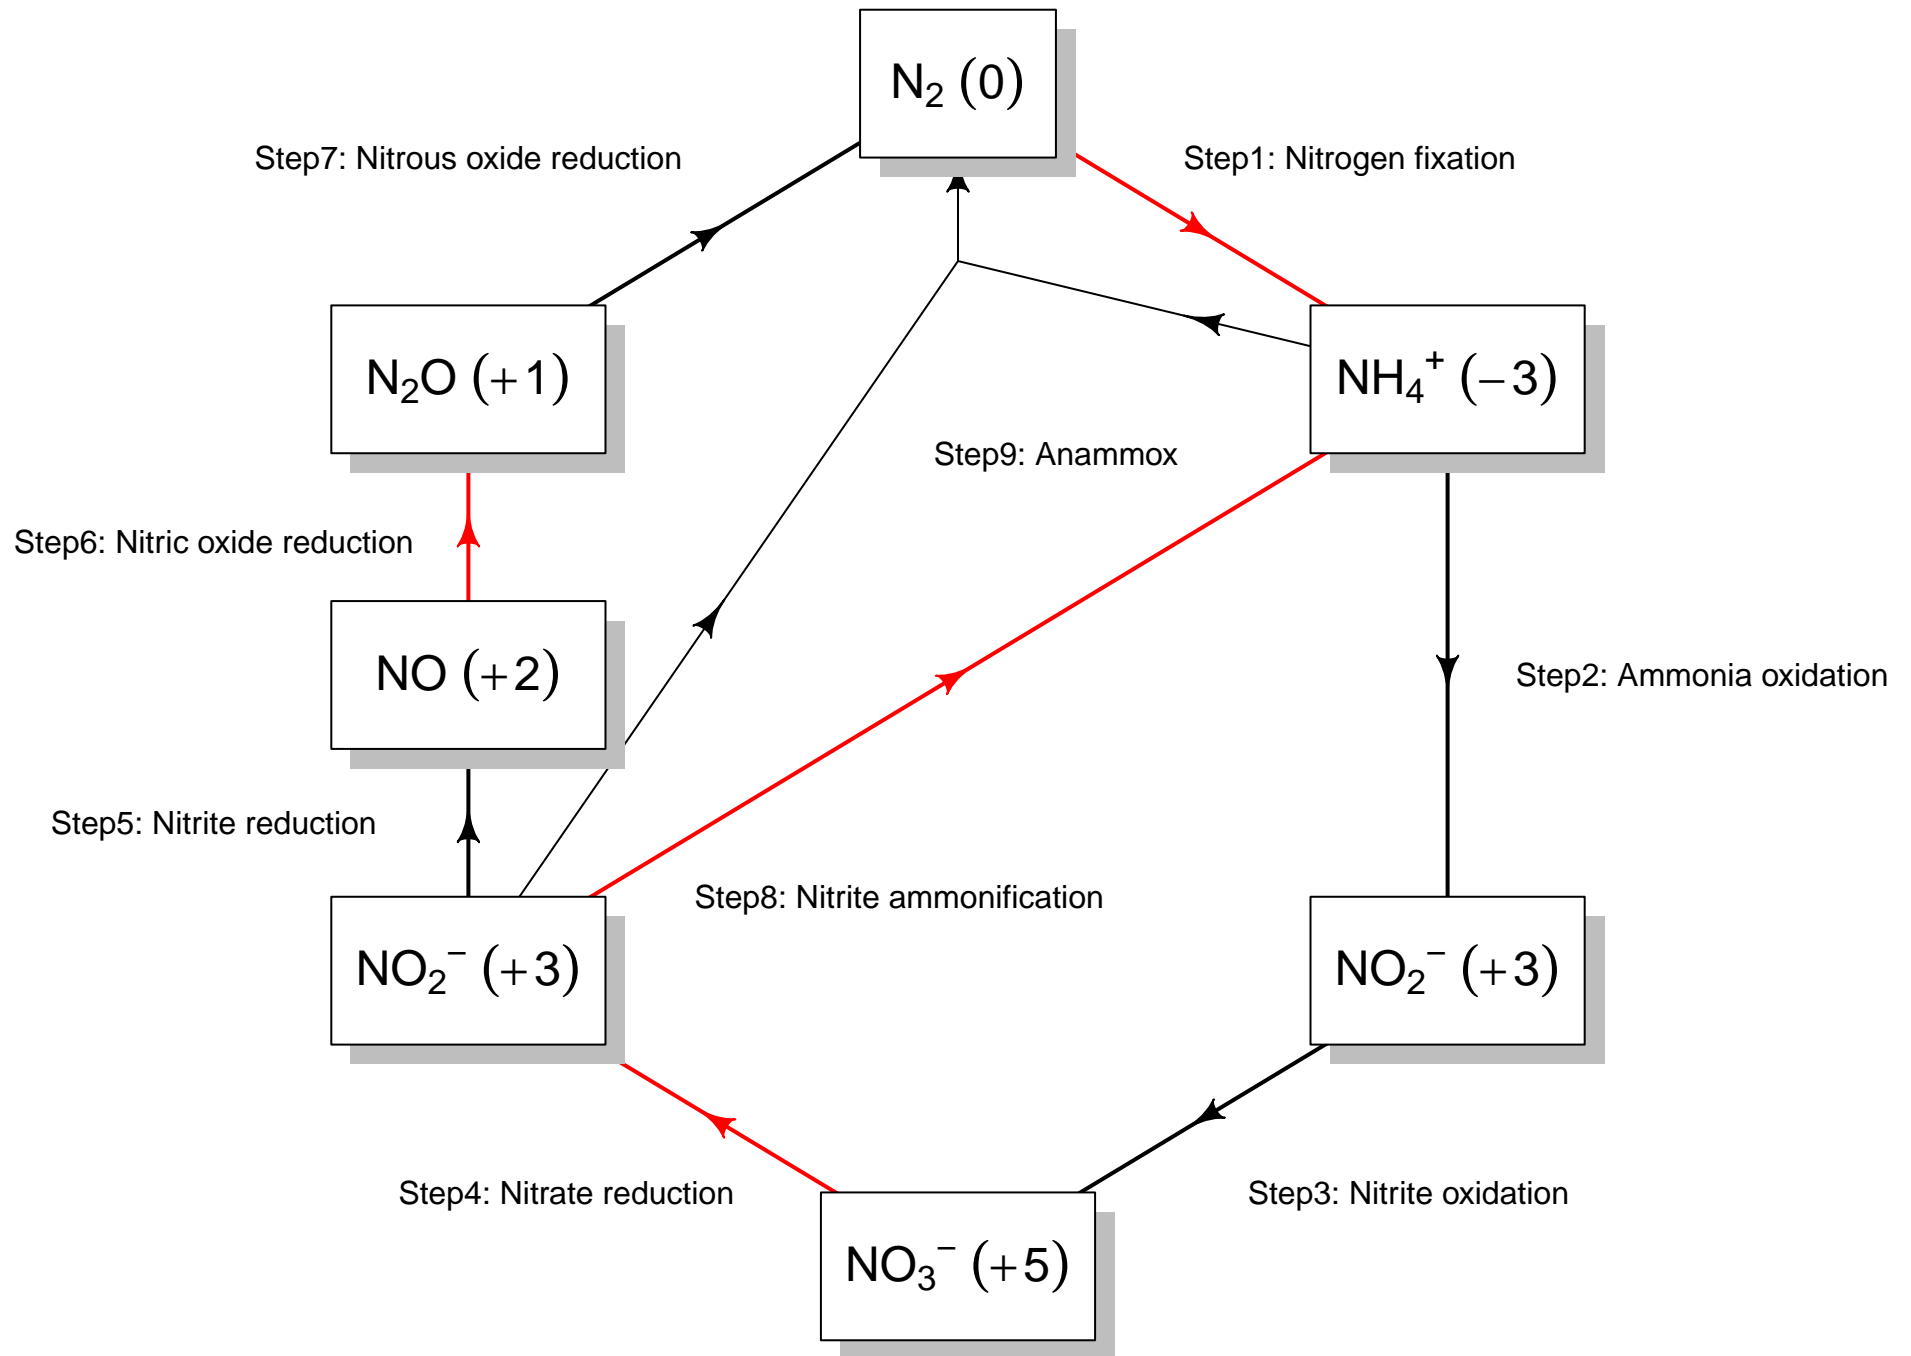 N₂ (0)
Step7: Nitrous oxide reduction
Step1: Nitrogen fixation
N₂O (+1)
NH₄⁺ (−3)
Step9: Anammox
Step6: Nitric oxide reduction
NO (+2)
Step2: Ammonia oxidation
Step5: Nitrite reduction
Step8: Nitrite ammonification
NO₂⁻ (+3)
NO₂⁻ (+3)
Step4: Nitrate reduction
Step3: Nitrite oxidation
NO₃⁻ (+5)